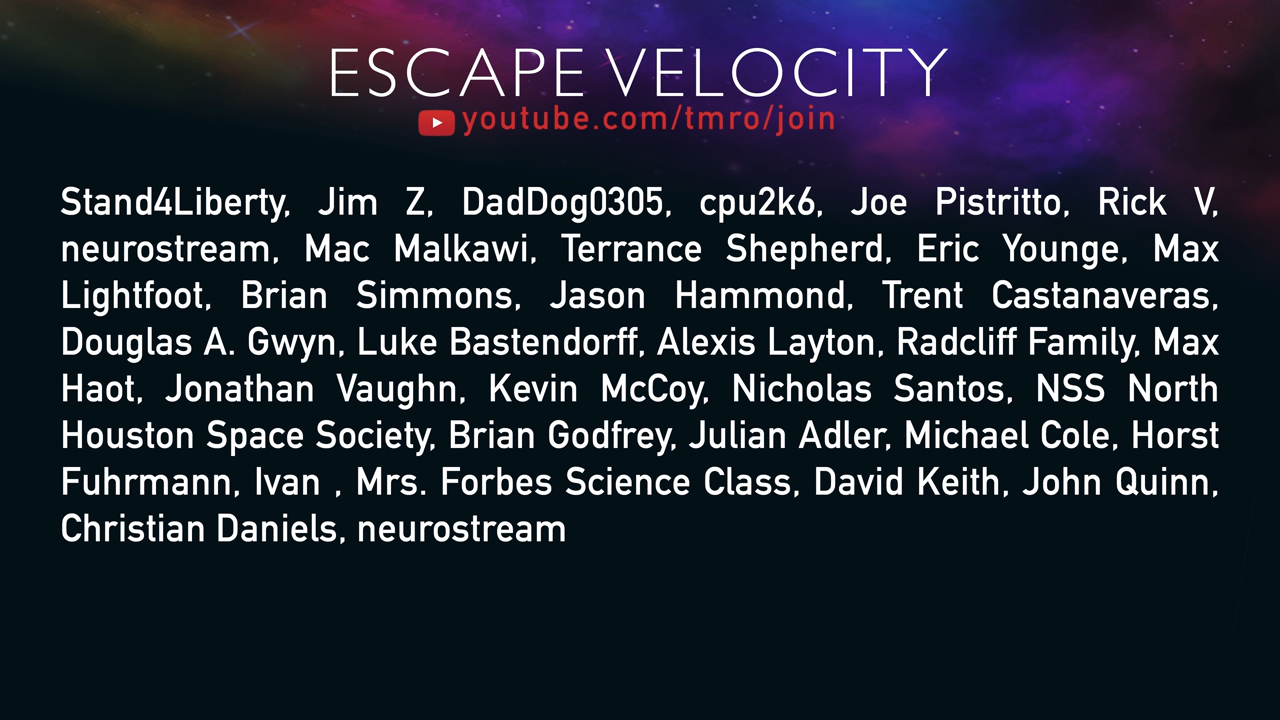 ESCAPE VELOCITY
youtube.com/tmro/join
Stand4Liberty, Jim Z, DadDog0305, cpu2k6, Joe Pistritto, Rick V,
neurostream, Mac Malkawi, Terrance Shepherd, Eric Younge, Max
Lightfoot, Brian Simmons, Jason Hammond, Trent Castanaveras,
Douglas A. Gwyn, Luke Bastendorff, Alexis Layton, Radcliff Family, Max
Haot, Jonathan Vaughn, Kevin McCoy, Nicholas Santos, NSS North
Houston Space Society, Brian Godfrey, Julian Adler, Michael Cole, Horst
Fuhrmann, Ivan , Mrs. Forbes Science Class, David Keith, John Quinn,
Christian Daniels, neurostream